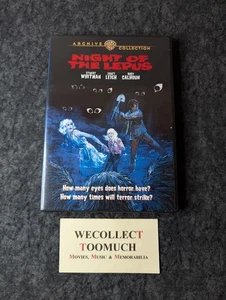 ARCHIVE COLLECTION
NIGHT OF
THE LEPUS
STUART WHITMAN JANET LEIGH RORY CALHOUN
How many eyes does horror have?
How many times will terror strike?
WECOLLECT
TOOMUCH
MOVIES, MUSIC & MEMORABILIA